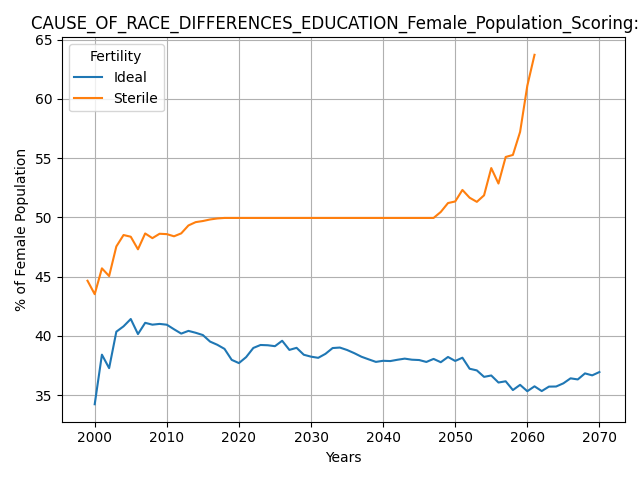 CAUSE_OF_RACE_DIFFERENCES_EDUCATION_Female_Population_Scoring:
Fertility
Ideal
Sterile
65
60
55
50
45
40
35
% of Female Population
2000 2010 2020 2030 2040 2050 2060 2070
Years